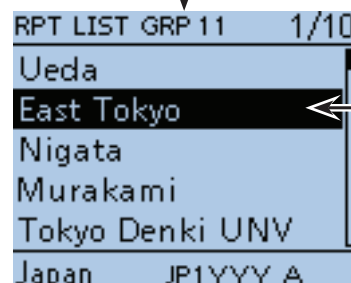 RPT LIST GRP 11 1/10
Ueda
East Tokyo
Nigata
Murakami
Tokyo Denki UNV
Japan JP1YYY A